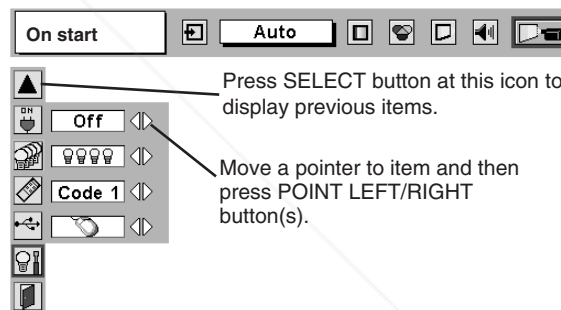 On start
Auto
Press SELECT button at this icon to
display previous items.
ON
Off
Move a pointer to item and then
press POINT LEFT/RIGHT
button(s).
Code 1